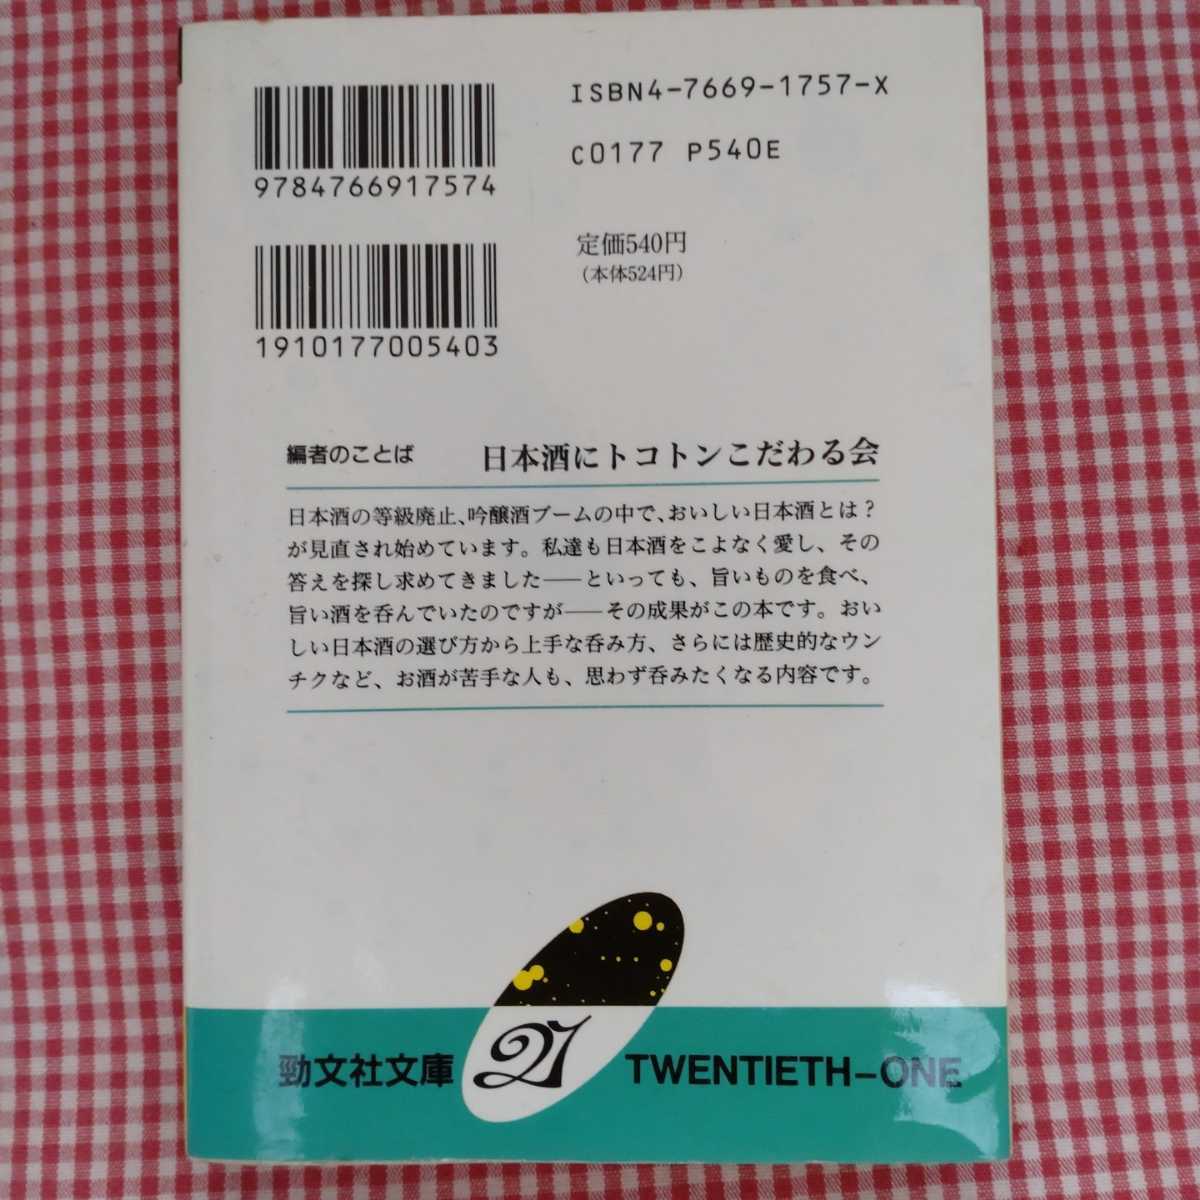 ISBN4-7669-1757-X
C0177 P540E
9784766917574
定価540円
(本体524円)
1910177005403
編者のことば 日本酒にトコトンこだわる会
日本酒の等級廃止、吟醸酒ブームの中で、おいしい日本酒とは?
が見直され始めています。私達も日本酒をこよなく愛し、その
答えを探し求めてきました──といっても、旨いものを食べ、
旨い酒を呑んでいたのですが──その成果がこの本です。おい
しい日本酒の選び方から上手な呑み方、さらには歴史的なウン
チクなど、お酒が苦手な人も、思わず呑みたくなる内容です。
勁文社文庫 21 TWENTIETH-ONE